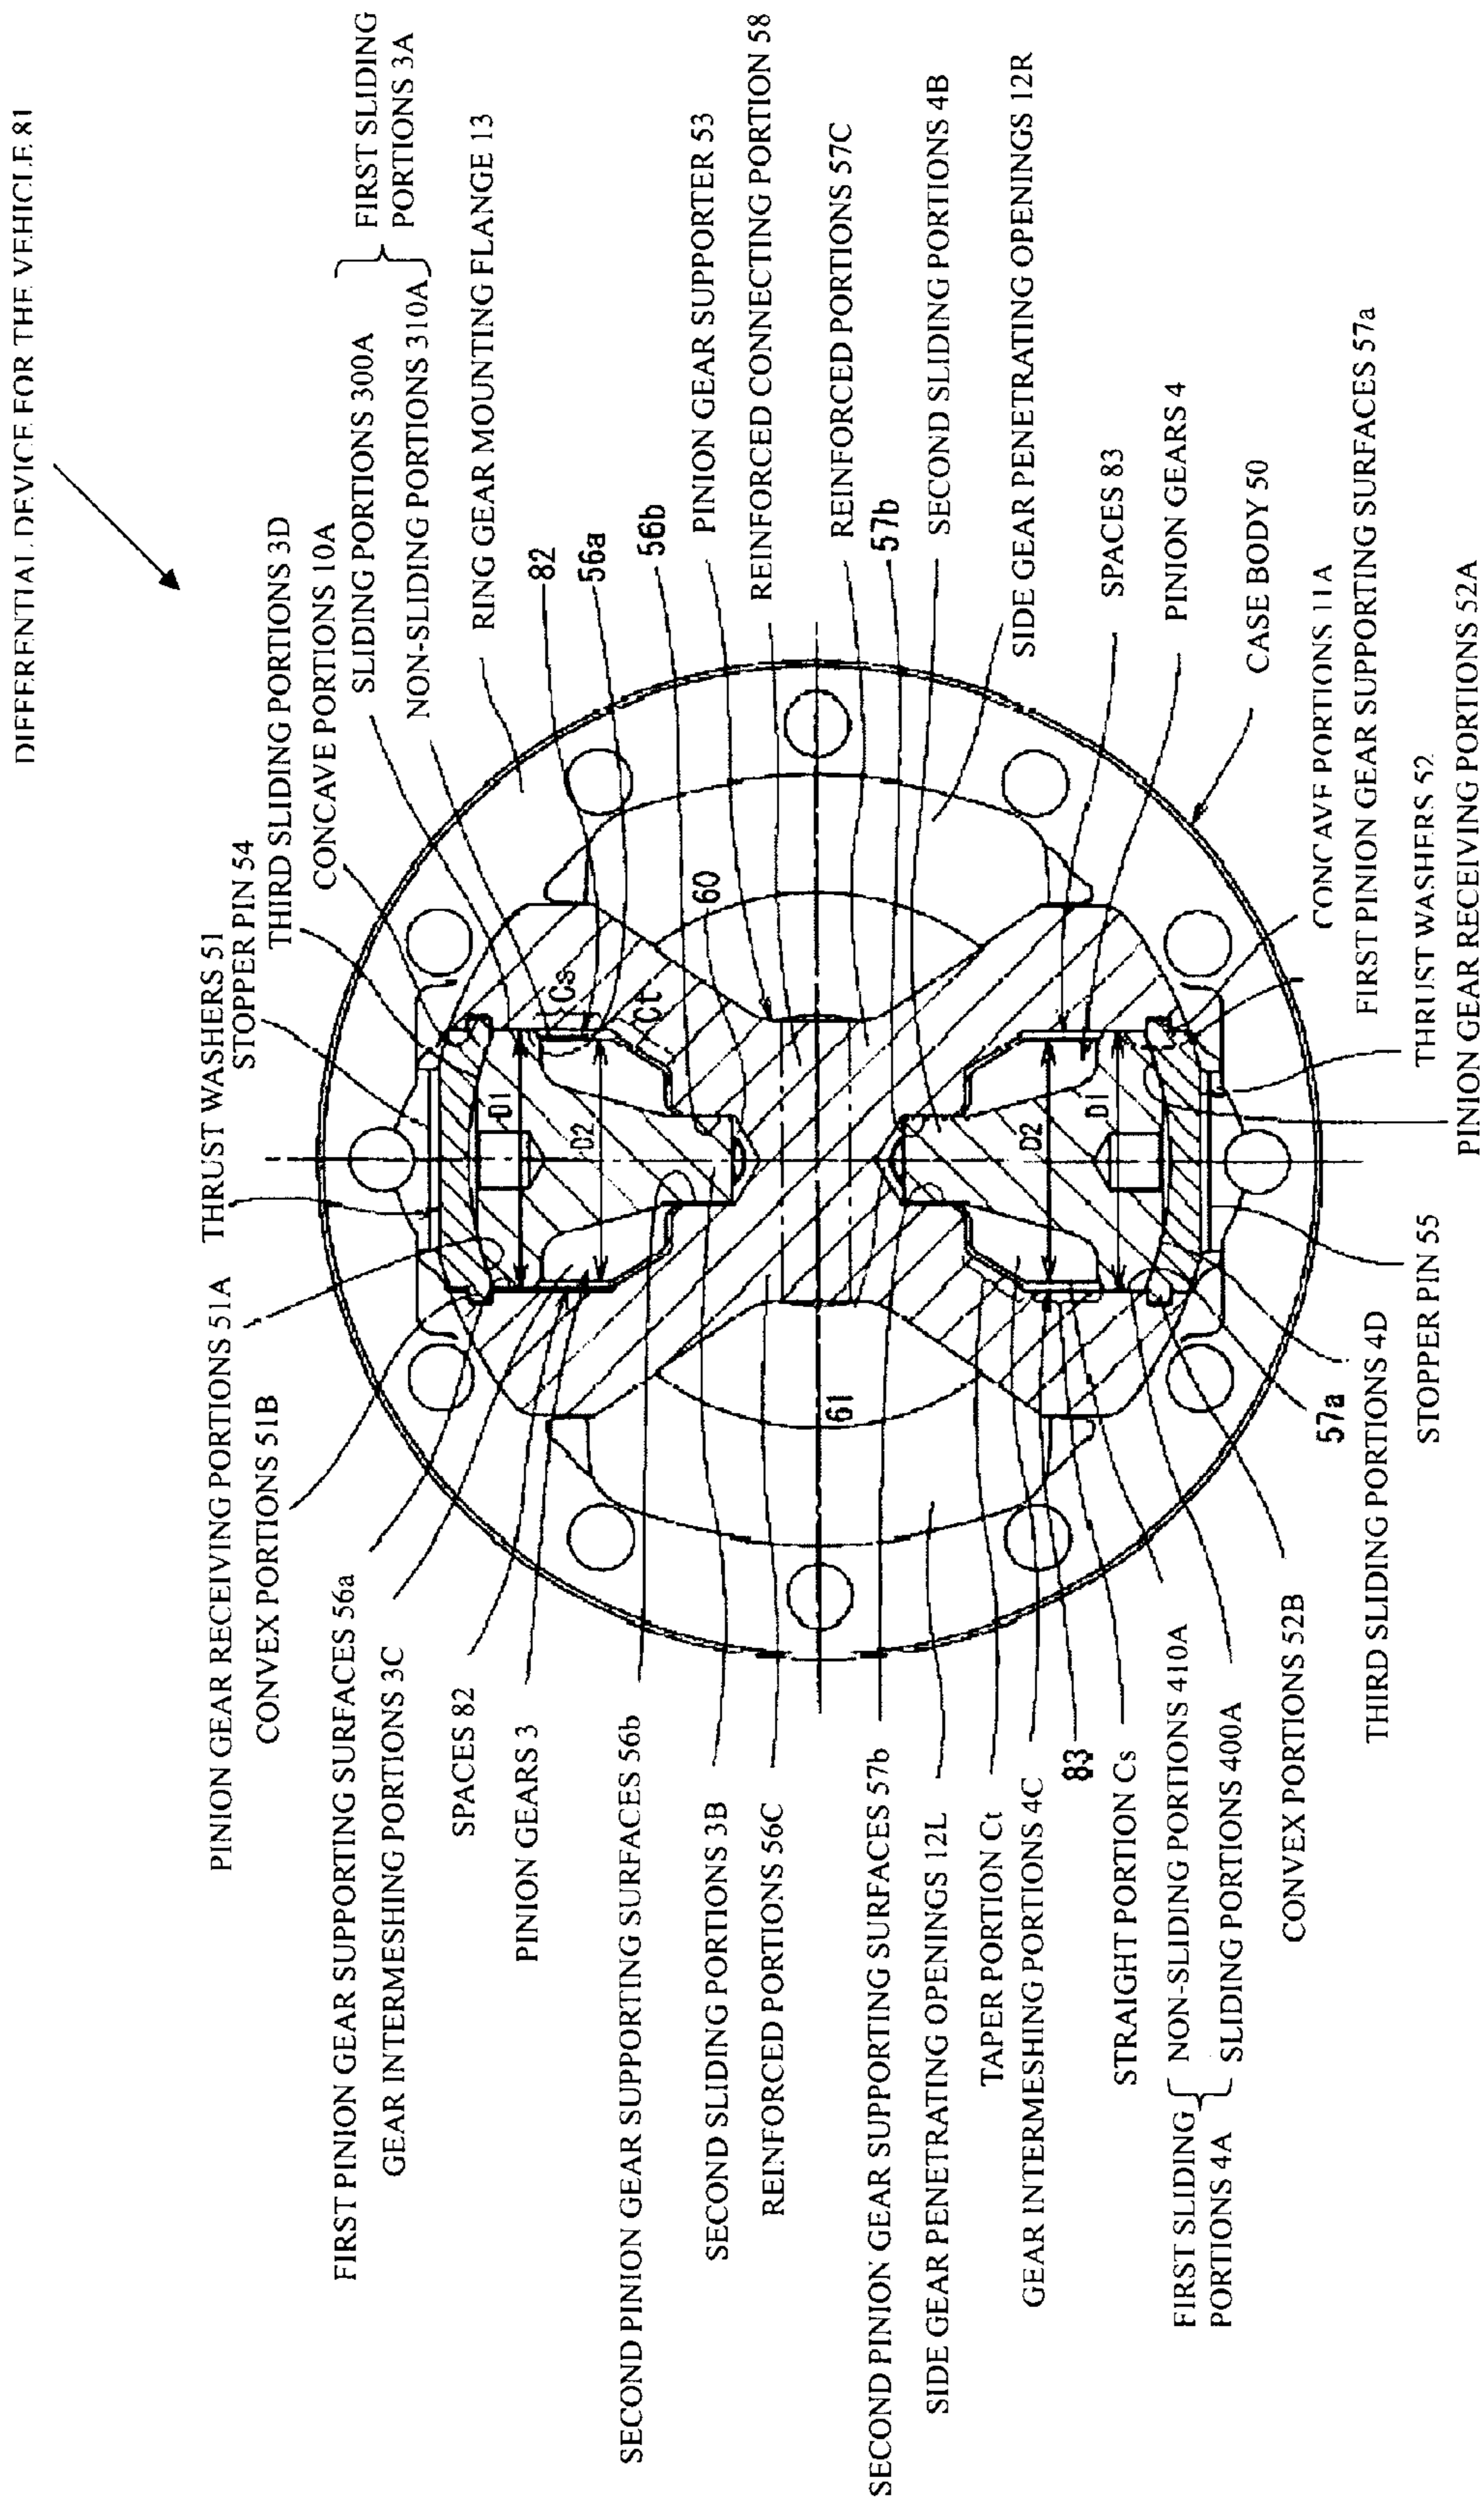 DIFFERENTIAL DEVICE FOR THE VEHICLE 81
FIRST SLIDING
PORTIONS 3A
THRUST WASHERS 51
STOPPER PIN 54
THIRD SLIDING PORTIONS 3D
CONCAVE PORTIONS 10A
SLIDING PORTIONS 300A
NON-SLIDING PORTIONS 310A
RING GEAR MOUNTING FLANGE 13
82
56a
56b
PINION GEAR SUPPORTER 53
REINFORCED CONNECTING PORTION 58
REINFORCED PORTIONS 57C
57b
SECOND SLIDING PORTIONS 4B
SIDE GEAR PENETRATING OPENINGS 12R
SPACES 83
PINION GEARS 4
CASE BODY 50
CONCAVE PORTIONS 11A
FIRST PINION GEAR SUPPORTING SURFACES 57a
THRUST WASHERS 52
PINION GEAR RECEIVING PORTIONS 52A
60
Cs
Ct
D1
D2
D2
D1
61
PINION GEAR RECEIVING PORTIONS 51A
CONVEX PORTIONS 51B
FIRST PINION GEAR SUPPORTING SURFACES 56a
GEAR INTERMESHING PORTIONS 3C
SPACES 82
PINION GEARS 3
SECOND PINION GEAR SUPPORTING SURFACES 56b
SECOND SLIDING PORTIONS 3B
REINFORCED PORTIONS 56C
SECOND PINION GEAR SUPPORTING SURFACES 57b
SIDE GEAR PENETRATING OPENINGS 12L
TAPER PORTION Ct
GEAR INTERMESHING PORTIONS 4C
83
STRAIGHT PORTION Cs
NON-SLIDING PORTIONS 410A
SLIDING PORTIONS 400A
FIRST SLIDING
PORTIONS 4A
CONVEX PORTIONS 52B
57a
THIRD SLIDING PORTIONS 4D
STOPPER PIN 55